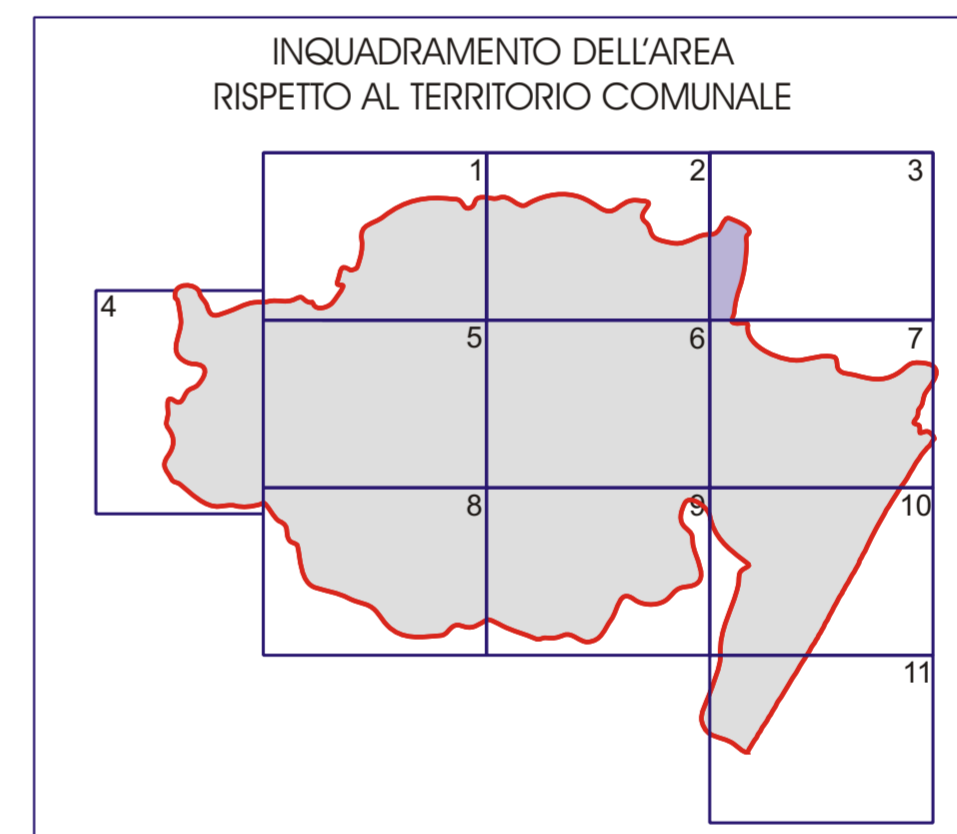 INQUADRAMENTO DELL'AREA
RISPETTO AL TERRITORIO COMUNALE
1 2 3
4
5 6 7
8 9 10
11